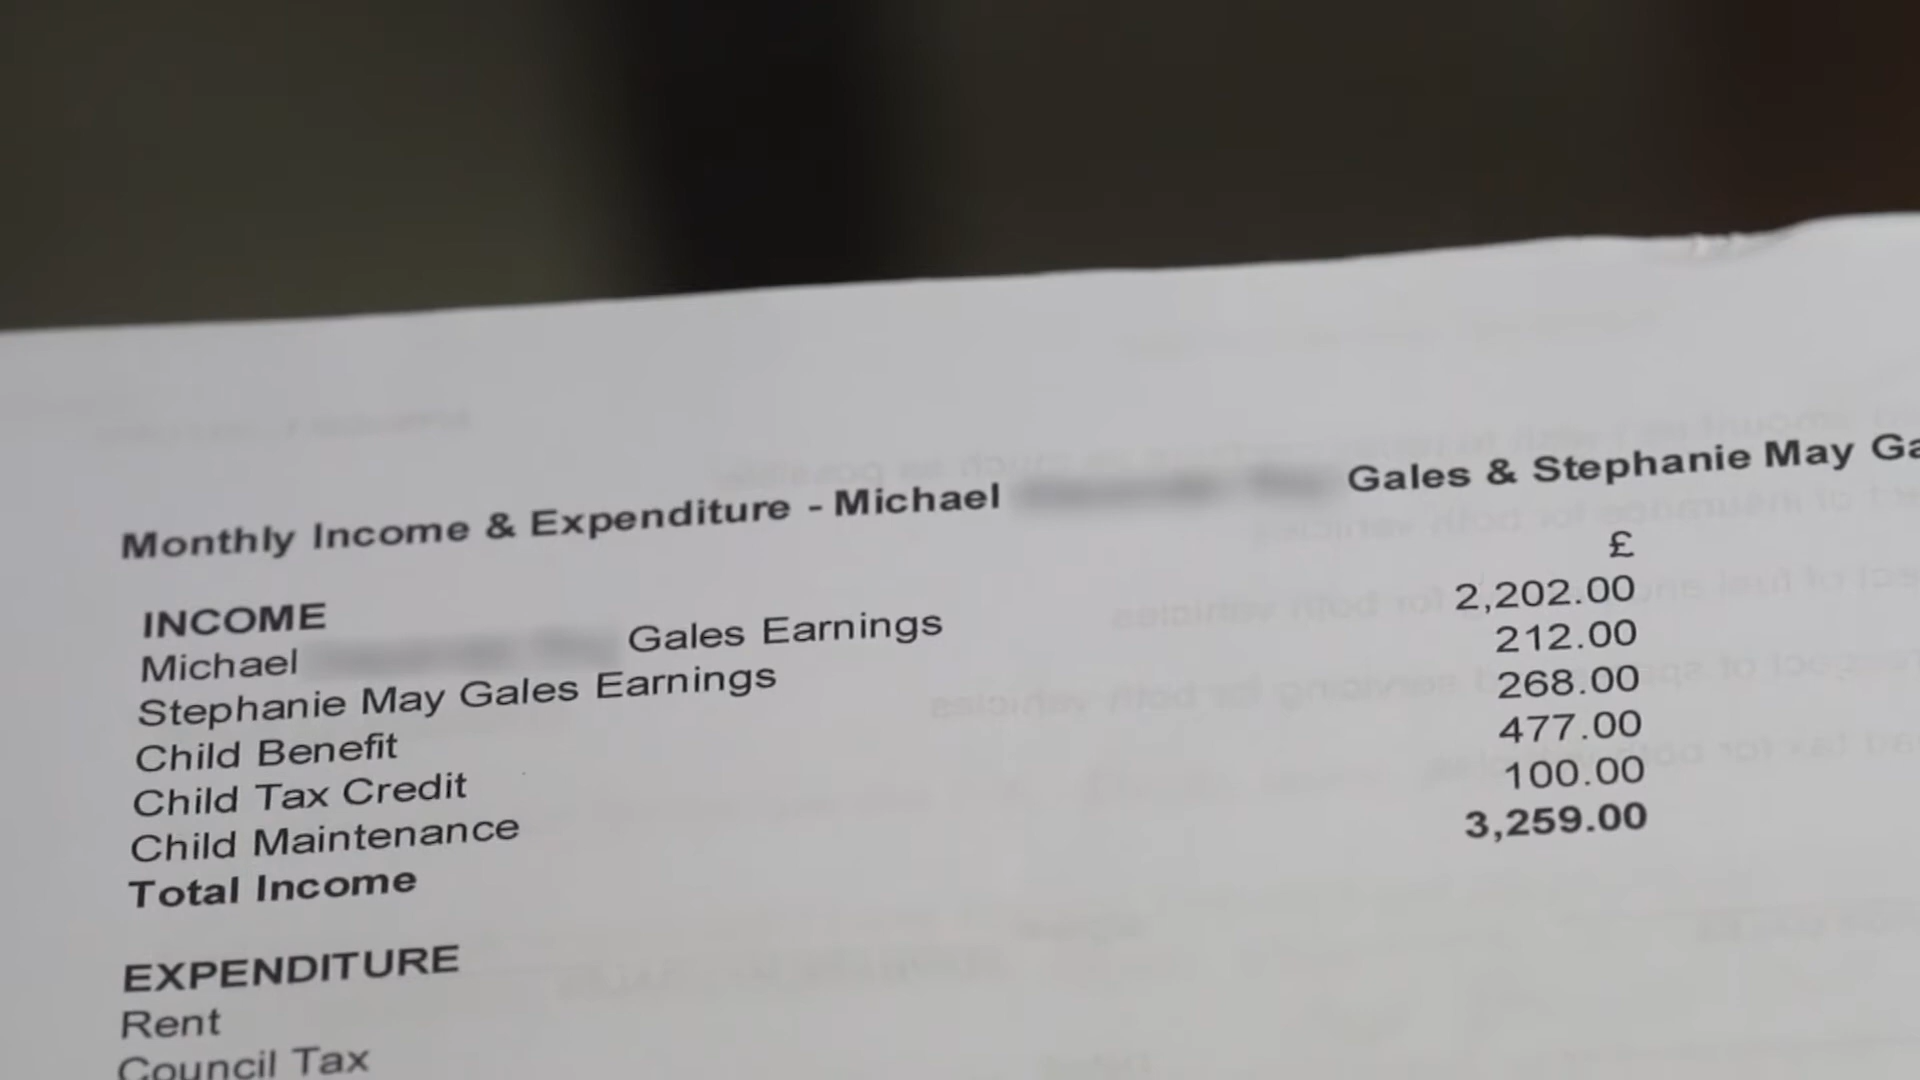 Monthly Income & Expenditure - Michael Gales & Stephanie May Ga
£
INCOME
Michael Gales Earnings 2,202.00
Stephanie May Gales Earnings 212.00
Child Benefit 268.00
Child Tax Credit 477.00
Child Maintenance 100.00
Total Income 3,259.00
EXPENDITURE
Rent
Council Tax